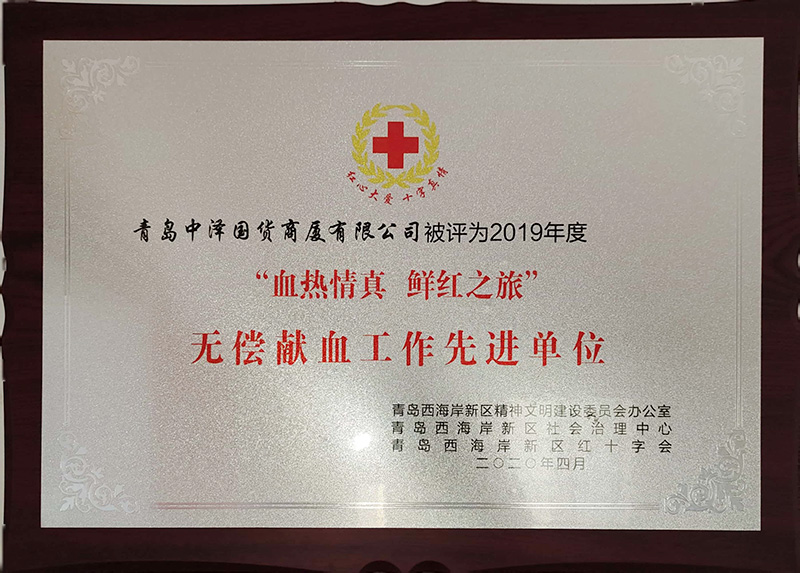 红心大爱 十字真情
青岛中泽国货商厦有限公司被评为2019年度
“血热情真 鲜红之旅”
无偿献血工作先进单位
青岛西海岸新区精神文明建设委员会办公室
青岛西海岸新区社会治理中心
青岛西海岸新区红十字会
二〇二〇年四月